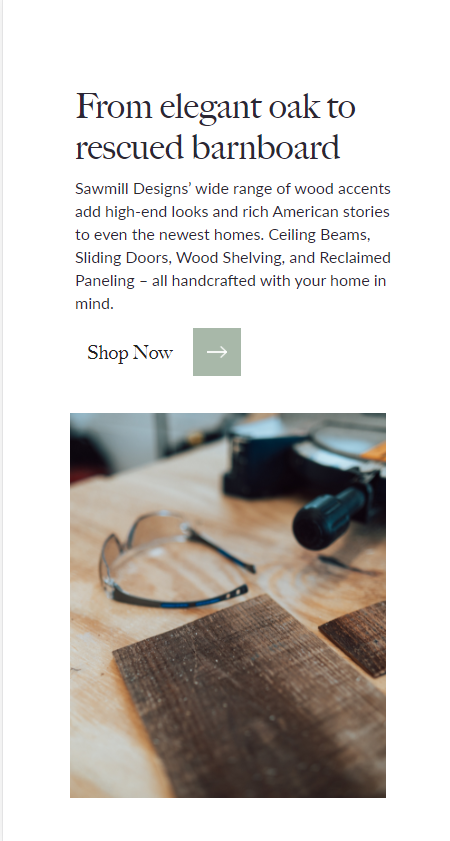 From elegant oak to
rescued barnboard
Sawmill Designs’ wide range of wood accents
add high-end looks and rich American stories
to even the newest homes. Ceiling Beams,
Sliding Doors, Wood Shelving, and Reclaimed
Paneling – all handcrafted with your home in
mind.
Shop Now